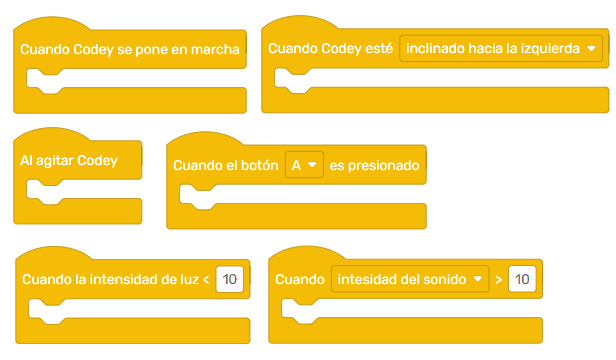 Cuando Codey se pone en marcha
Cuando Codey esté inclinado hacia la izquierda
Al agitar Codey
Cuando el botón A es presionado
Cuando la intensidad de luz < 10
Cuando intesidad del sonido > 10